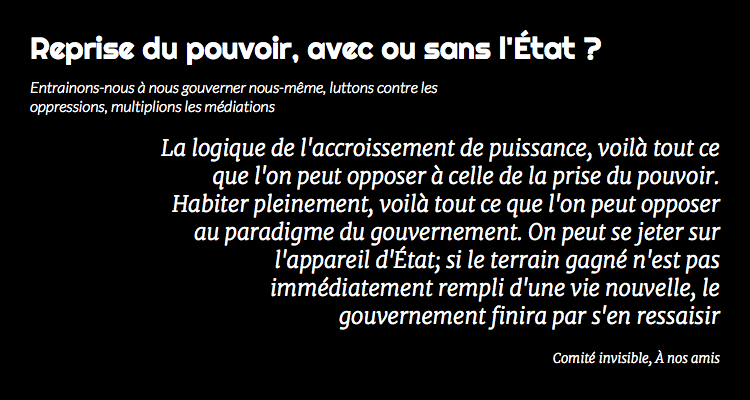 Reprise du pouvoir, avec ou sans l'État ?
Entrainons-nous à nous gouverner nous-même, luttons contre les
oppressions, multiplions les médiations
La logique de l'accroissement de puissance, voilà tout ce
que l'on peut opposer à celle de la prise du pouvoir.
Habiter pleinement, voilà tout ce que l'on peut opposer
au paradigme du gouvernement. On peut se jeter sur
l'appareil d'État; si le terrain gagné n'est pas
immédiatement rempli d'une vie nouvelle, le
gouvernement finira par s'en ressaisir
Comité invisible, À nos amis